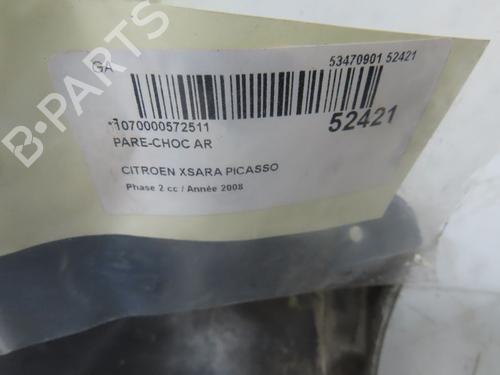 GA
53470901 52421
*1070000572511
52421
PARE-CHOC AR
CITROEN XSARA PICASSO
Phase 2 cc / Année 2008
B-PARTS